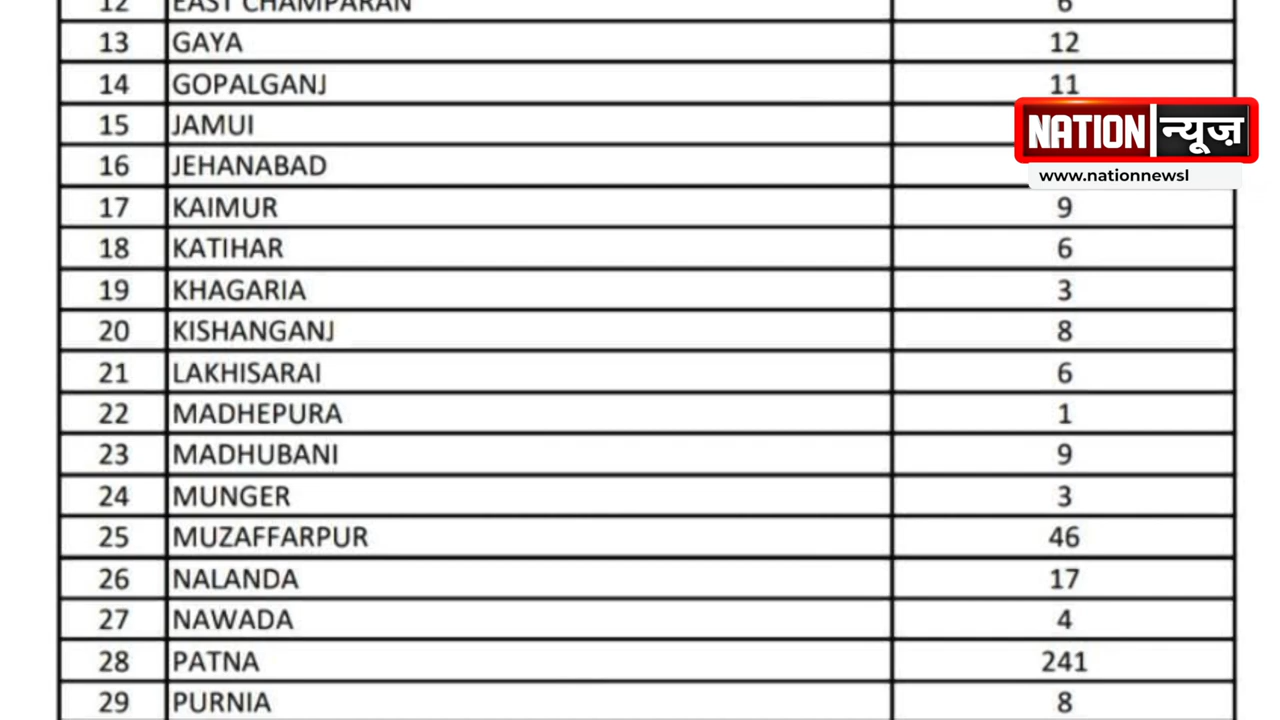 12 EAST CHAMPARAN 6
13 GAYA 12
14 GOPALGANJ 11
15 JAMUI
16 JEHANABAD
NATION न्यूज़
www.nationnewsl
17 KAIMUR 9
18 KATIHAR 6
19 KHAGARIA 3
20 KISHANGANJ 8
21 LAKHISARAI 6
22 MADHEPURA 1
23 MADHUBANI 9
24 MUNGER 3
25 MUZAFFARPUR 46
26 NALANDA 17
27 NAWADA 4
28 PATNA 241
29 PURNIA 8